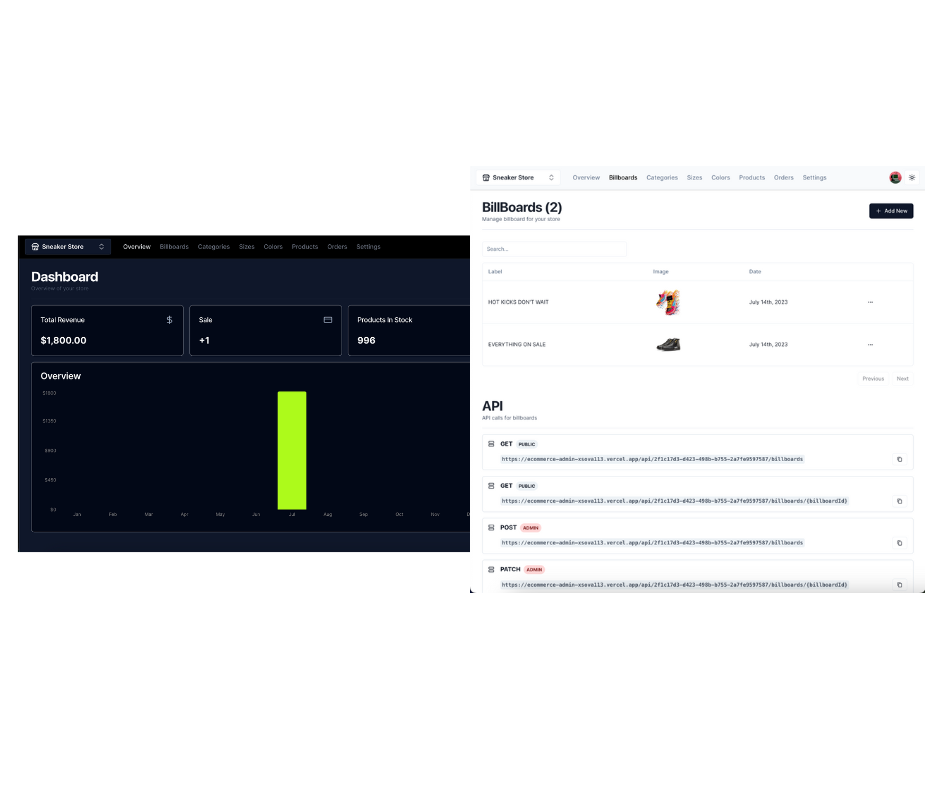 Sneaker Store Overview Billboards Categories Sizes Colors Products Orders Settings
Dashboard
Overview of your store
Total Revenue $
$1,800.00
Sale
+1
Products In Stock
996
Overview
$1800
$1350
$900
$450
$0
Jan Feb Mar Apr May Jun Jul Aug Sep Oct Nov D
Sneaker Store Overview Billboards Categories Sizes Colors Products Orders Settings
BillBoards (2)
Manage billboard for your store
+ Add New
Search...
Label Image Date
HOT KICKS DON'T WAIT July 14th, 2023 ...
EVERYTHING ON SALE July 14th, 2023 ...
Previous Next
API
API calls for billboards
GET PUBLIC
https://ecommerce-admin-xseva113.vercel.app/api/2f1c17d3-d423-498b-b755-2a7fe9597587/billboards
GET PUBLIC
https://ecommerce-admin-xseva113.vercel.app/api/2f1c17d3-d423-498b-b755-2a7fe9597587/billboards/{billboardId}
POST ADMIN
https://ecommerce-admin-xseva113.vercel.app/api/2f1c17d3-d423-498b-b755-2a7fe9597587/billboards
PATCH ADMIN
https://ecommerce-admin-xseva113.vercel.app/api/2f1c17d3-d423-498b-b755-2a7fe9597587/billboards/{billboardId}